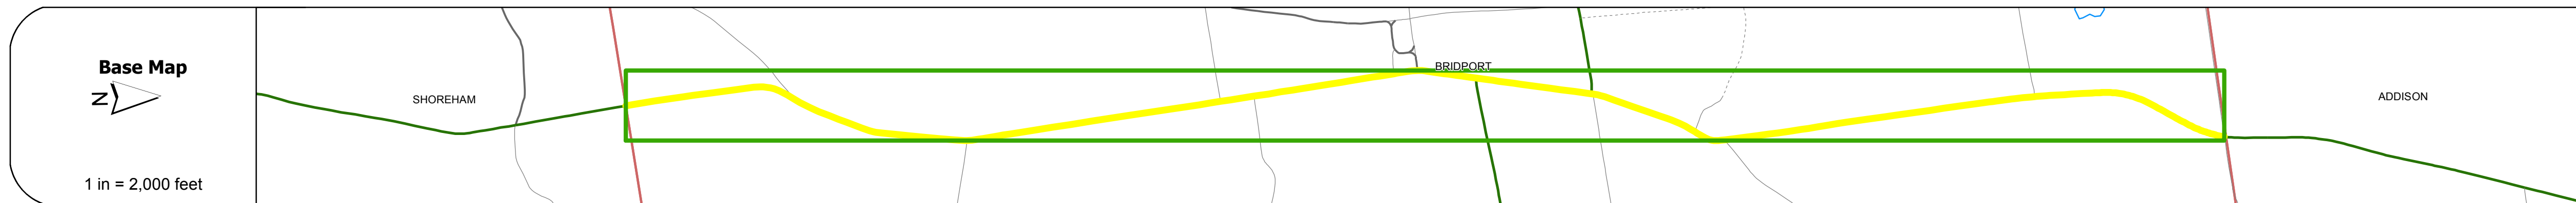 Base Map
N
1 in = 2,000 feet
SHOREHAM
BRIDPORT
ADDISON